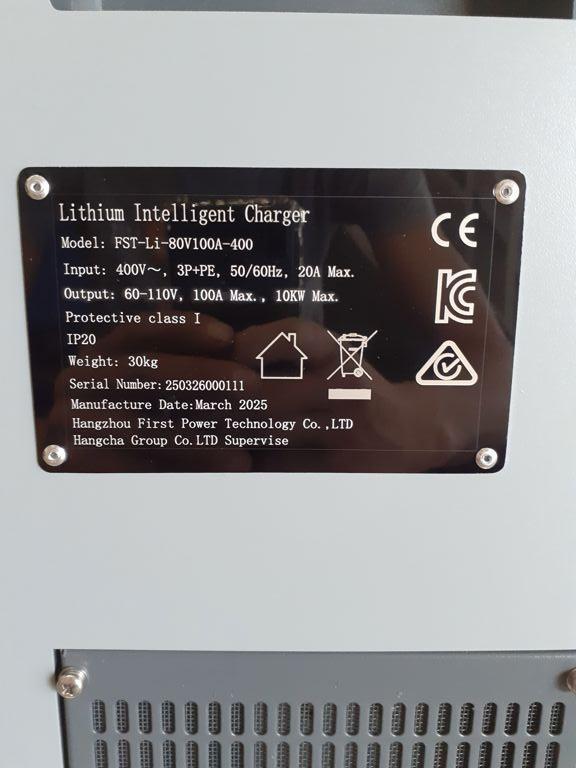 Lithium Intelligent Charger
Model: FST-Li-80V100A-400
Input: 400V～, 3P+PE, 50/60Hz, 20A Max.
Output: 60-110V, 100A Max., 10KW Max.
Protective class I
IP20
Weight: 30kg
Serial Number: 250326000111
Manufacture Date:March 2025
Hangzhou First Power Technology Co.,LTD
Hangcha Group Co.LTD Supervise
CE
KC